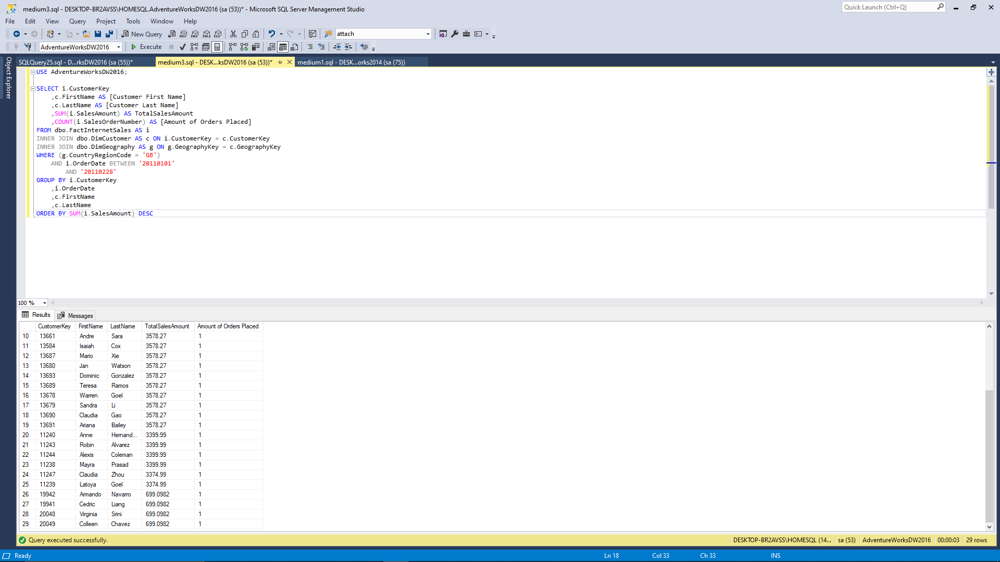 medium3.sql - DESKTOP-BR2AVSS\HOMESQL.AdventureWorksDW2016 (sa (53))* - Microsoft SQL Server Management Studio
Quick Launch (Ctrl+Q)
File Edit View Query Project Tools Window Help
New Query MDX DMX XMLA DAX attach
AdventureWorksDW2016 Execute
Object Explorer
SQLQuery25.sql - D...rksDW2016 (sa (55))* medium3.sql - DESK...ksDW2016 (sa (53))* medium1.sql - DESK...orks2014 (sa (75))
USE AdventureWorksDW2016;
SELECT i.CustomerKey
,c.FirstName AS [Customer First Name]
,c.LastName AS [Customer Last Name]
,SUM(i.SalesAmount) AS TotalSalesAmount
,COUNT(i.SalesOrderNumber) AS [Amount of Orders Placed]
FROM dbo.FactInternetSales AS i
INNER JOIN dbo.DimCustomer AS c ON i.CustomerKey = c.CustomerKey
INNER JOIN dbo.DimGeography AS g ON g.GeographyKey = c.GeographyKey
WHERE (g.CountryRegionCode = 'GB')
AND i.OrderDate BETWEEN '20110101'
AND '20110228'
GROUP BY i.CustomerKey
,i.OrderDate
,c.FirstName
,c.LastName
ORDER BY SUM(i.SalesAmount) DESC
100 %
Results Messages
CustomerKey FirstName LastName TotalSalesAmount Amount of Orders Placed
10 13661 Andre Sara 3578.27 1
11 13584 Isaiah Cox 3578.27 1
12 13687 Mario Xie 3578.27 1
13 13680 Jan Watson 3578.27 1
14 13693 Dominic Gonzalez 3578.27 1
15 13689 Teresa Ramos 3578.27 1
16 13678 Warren Goel 3578.27 1
17 13679 Sandra Li 3578.27 1
18 13690 Claudia Gao 3578.27 1
19 13691 Ariana Bailey 3578.27 1
20 11240 Anne Hernand... 3399.99 1
21 11243 Robin Alvarez 3399.99 1
22 11244 Alexis Coleman 3399.99 1
23 11238 Mayra Prasad 3399.99 1
24 11247 Claudia Zhou 3374.99 1
25 11239 Latoya Goel 3374.99 1
26 19942 Armando Navarro 699.0982 1
27 19941 Cedric Liang 699.0982 1
28 20048 Virginia Srini 699.0982 1
29 20049 Colleen Chavez 699.0982 1
Query executed successfully. DESKTOP-BR2AVSS\HOMESQL (14... sa (53) AdventureWorksDW2016 00:00:03 29 rows
Ready Ln 18 Col 33 Ch 33 INS